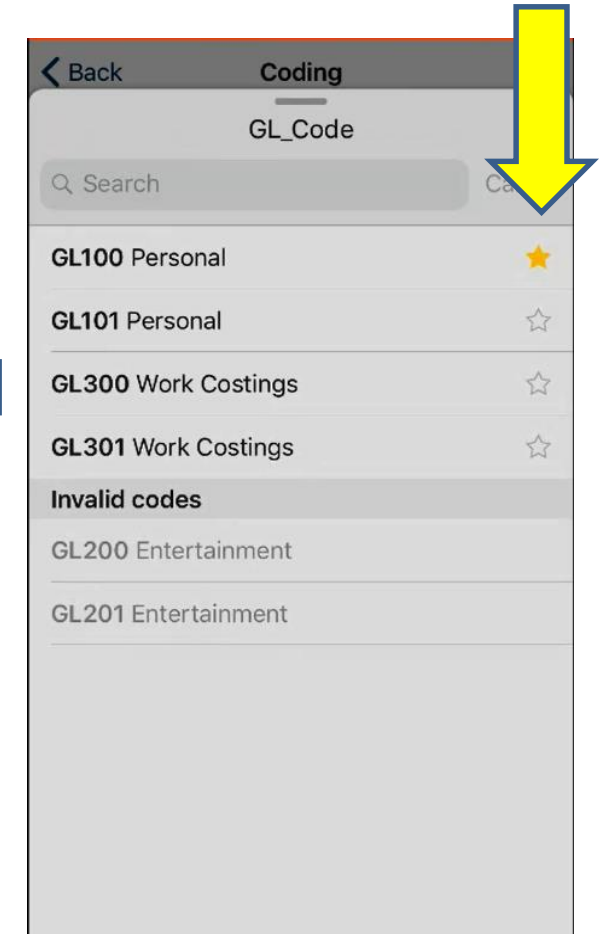 Back Coding
GL_Code
Search
GL100 Personal
GL101 Personal
GL300 Work Costings
GL301 Work Costings
Invalid codes
GL200 Entertainment
GL201 Entertainment